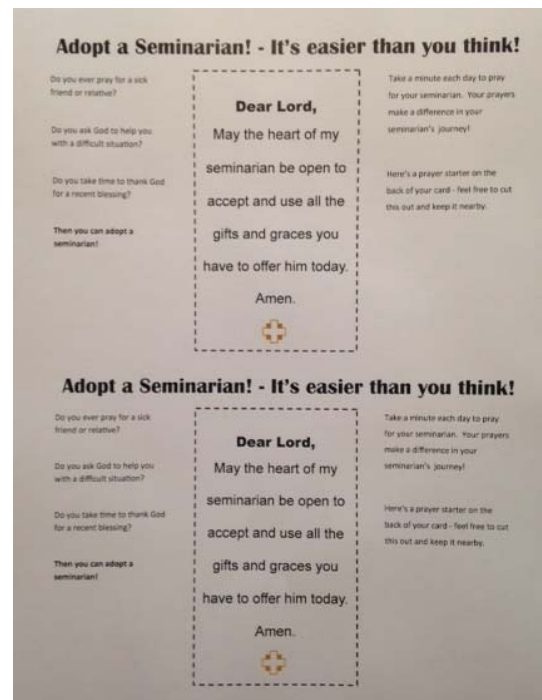 Adopt a Seminarian! - It's easier than you think!
Do you ever pray for a sick
friend or relative?
Do you ask God to help you
with a difficult situation?
Do you take time to thank God
for a recent blessing?
Then you can adopt a
seminarian!
Dear Lord,
May the heart of my
seminarian be open to
accept and use all the
gifts and graces you
have to offer him today.
Amen.
Take a minute each day to pray
for your seminarian. Your prayers
make a difference in your
seminarian's journey!
Here's a prayer starter on the
back of your card - feel free to cut
this out and keep it nearby.
Adopt a Seminarian! - It's easier than you think!
Do you ever pray for a sick
friend or relative?
Do you ask God to help you
with a difficult situation?
Do you take time to thank God
for a recent blessing?
Then you can adopt a
seminarian!
Dear Lord,
May the heart of my
seminarian be open to
accept and use all the
gifts and graces you
have to offer him today.
Amen.
Take a minute each day to pray
for your seminarian. Your prayers
make a difference in your
seminarian's journey!
Here's a prayer starter on the
back of your card - feel free to cut
this out and keep it nearby.